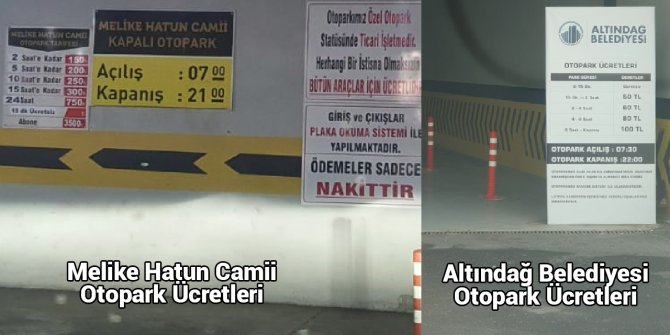 MELİKE HATUN CAMİİ
OTOPARK TARİFESİ
2 Saat'e Kadar 150
5 Saat'e Kadar 200
10 Saat'e Kadar 250
15 Saat'e Kadar 300
24 Saat 750
Abone 3500
MELİKE HATUN CAMİİ
KAPALI OTOPARK
Açılış : 07 00
Kapanış : 21 00
Otoparkımız Özel Otopark
Statüsünde Ticari İşletmedir.
Herhangi Bir İstisna Olmaksızın
BÜTÜN ARAÇLAR İÇİN ÜCRETLİDİR
GİRİŞ ve ÇIKIŞLAR
PLAKA OKUMA SİSTEMİ İLE
YAPILMAKTADIR.
ÖDEMELER SADECE
NAKİTTİR
Melike Hatun Camii
Otopark Ücretleri
ALTINDAĞ
BELEDİYESİ
OTOPARK ÜCRETLERİ
PARK SÜRESİ ÜCRETLER
50 TL
60 TL
80 TL
100 TL
OTOPARK AÇILIŞ : 07:30
OTOPARK KAPANIŞ :22:00
Altındağ Belediyesi
Otopark Ücretleri